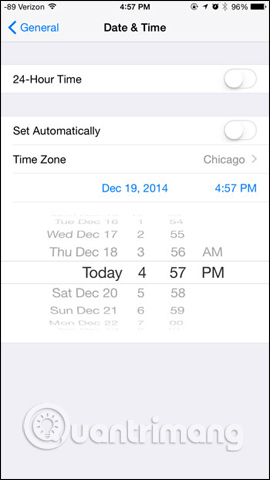 -89 Verizon 4:57 PM 96%
General Date & Time
24-Hour Time
Set Automatically
Time Zone Chicago
Dec 19, 2014 4:57 PM
Tue Dec 16 1 54
Wed Dec 17 2 55
Thu Dec 18 3 56 AM
Today 4 57 PM
Sat Dec 20 5 58
Sun Dec 21 6 59
Mon Dec 22 7 00
Quantrimang